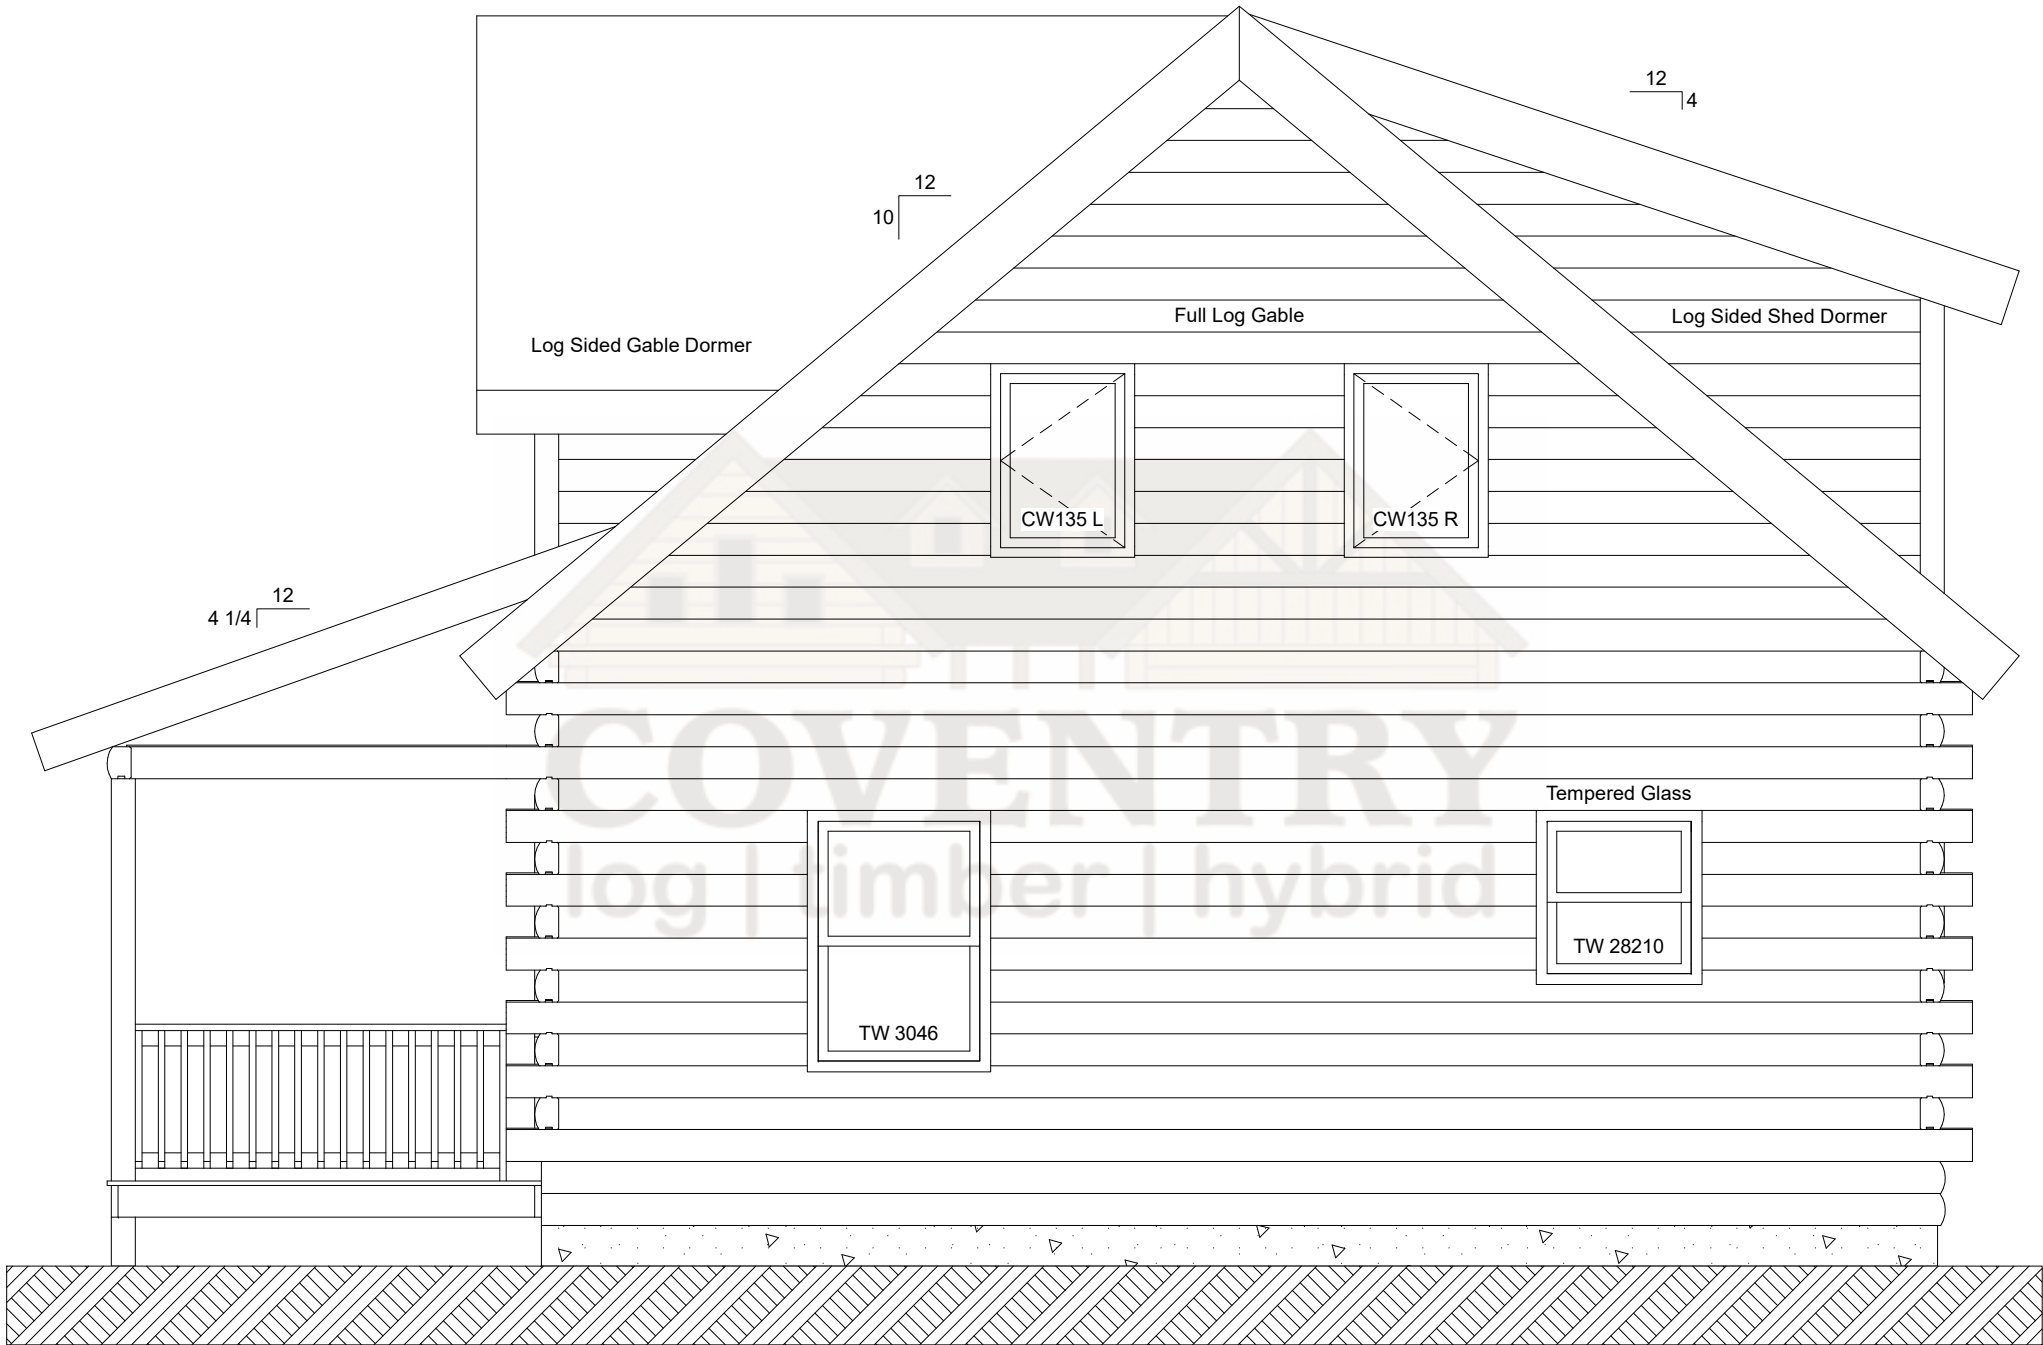 12
4
12
10
Full Log Gable
Log Sided Shed Dormer
Log Sided Gable Dormer
CW135 L
CW135 R
12
4 1/4
COVENTRY
log | timber | hybrid
Tempered Glass
TW 28210
TW 3046